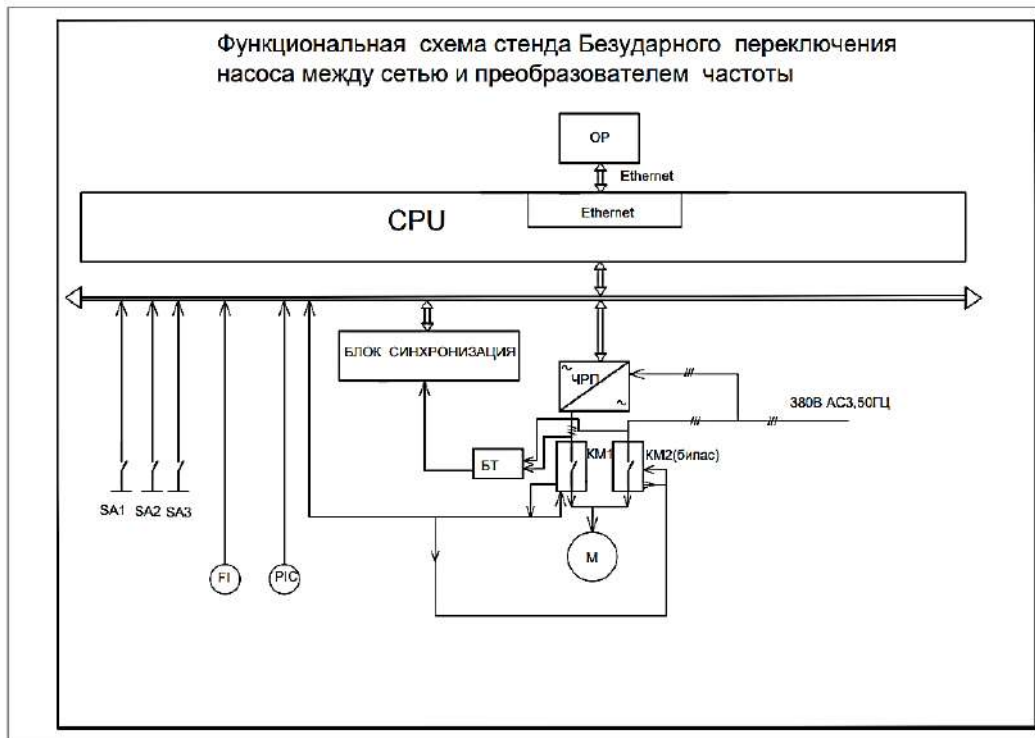 Функциональная схема стенда Безударного переключения
насоса между сетью и преобразователем частоты
OP
Ethernet
Ethernet
CPU
БЛОК СИНХРОНИЗАЦИЯ
~
ЧРП
~
380В АС3,50ГЦ
БТ
КМ1
КМ2(бипас)
SA1 SA2 SA3
М
FI
PIC